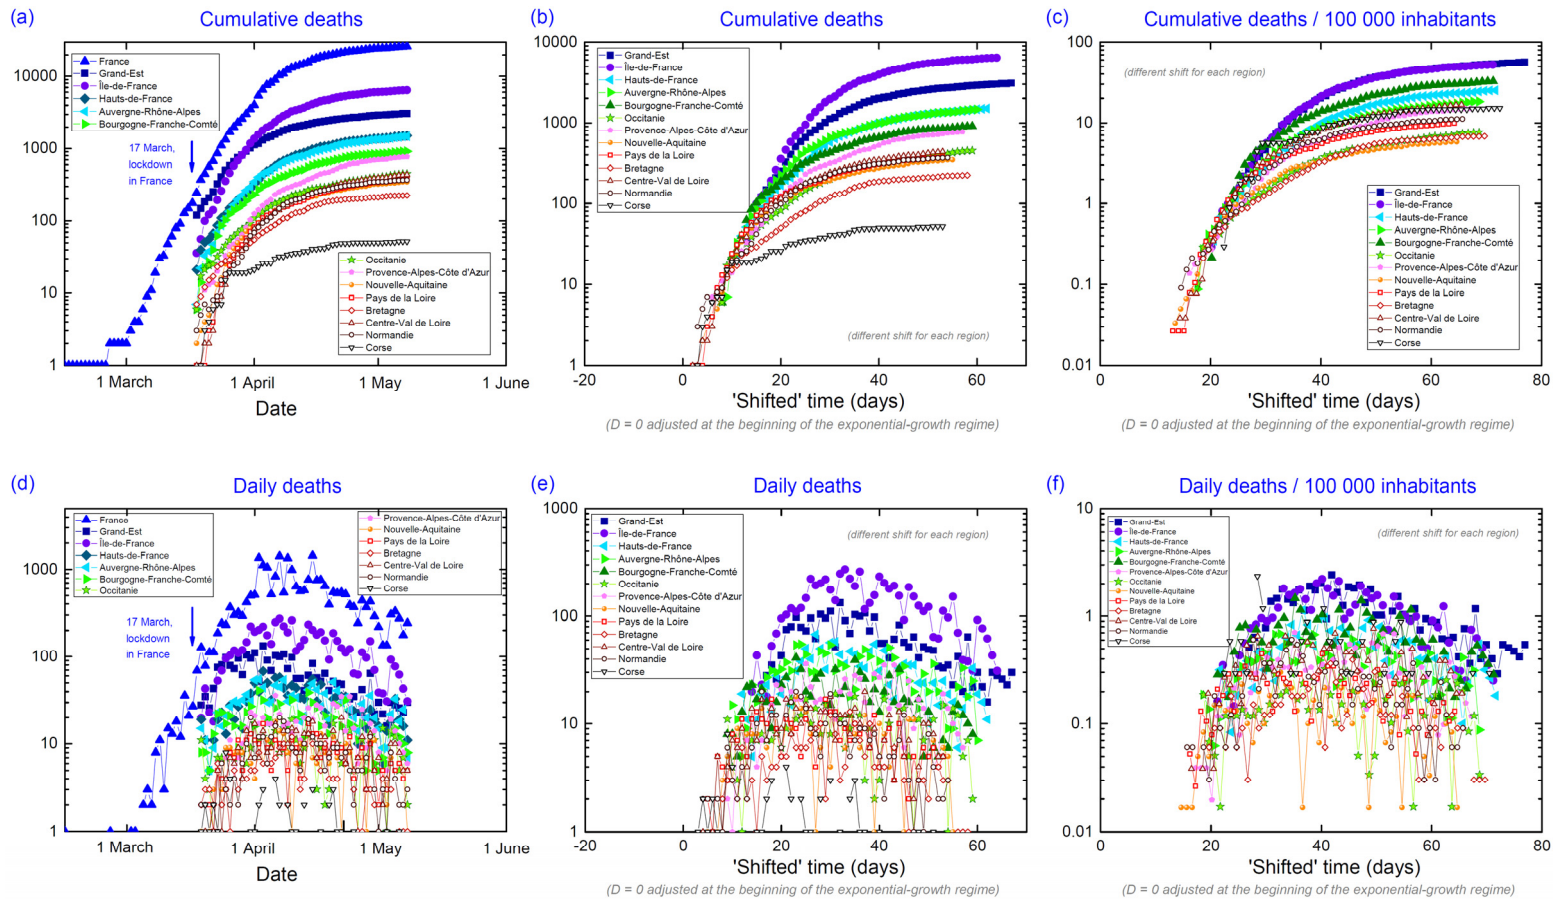 (a)
Cumulative deaths
10000
1000
100
10
1
France
Grand-Est
Île-de-France
Hauts-de-France
Auvergne-Rhône-Alpes
Bourgogne-Franche-Comté
17 March,
lockdown
in France
Occitanie
Provence-Alpes-Côte d'Azur
Nouvelle-Aquitaine
Pays de la Loire
Bretagne
Centre-Val de Loire
Normandie
Corse
1 March
1 April
1 May
1 June
Date
(b)
Cumulative deaths
10000
1000
100
10
1
Grand-Est
Île-de-France
Hauts-de-France
Auvergne-Rhône-Alpes
Bourgogne-Franche-Comté
Occitanie
Provence-Alpes-Côte d'Azur
Nouvelle-Aquitaine
Pays de la Loire
Bretagne
Centre-Val de Loire
Normandie
Corse
(different shift for each region)
-20
0
20
40
60
'Shifted' time (days)
(D = 0 adjusted at the beginning of the exponential-growth regime)
(c)
Cumulative deaths / 100 000 inhabitants
100
10
1
0.1
0.01
(different shift for each region)
Grand-Est
Île-de-France
Hauts-de-France
Auvergne-Rhône-Alpes
Bourgogne-Franche-Comté
Occitanie
Provence-Alpes-Côte d'Azur
Nouvelle-Aquitaine
Pays de la Loire
Bretagne
Centre-Val de Loire
Normandie
Corse
0
20
40
60
80
'Shifted' time (days)
(D = 0 adjusted at the beginning of the exponential-growth regime)
(d)
Daily deaths
1000
100
10
1
France
Grand-Est
Île-de-France
Hauts-de-France
Auvergne-Rhône-Alpes
Bourgogne-Franche-Comté
Occitanie
Provence-Alpes-Côte d'Azur
Nouvelle-Aquitaine
Pays de la Loire
Bretagne
Centre-Val de Loire
Normandie
Corse
17 March,
lockdown
in France
1 March
1 April
1 May
1 June
Date
(e)
Daily deaths
1000
100
10
1
Grand-Est
Île-de-France
Hauts-de-France
Auvergne-Rhône-Alpes
Bourgogne-Franche-Comté
Occitanie
Provence-Alpes-Côte d'Azur
Nouvelle-Aquitaine
Pays de la Loire
Bretagne
Centre-Val de Loire
Normandie
Corse
(different shift for each region)
-20
0
20
40
60
'Shifted' time (days)
(D = 0 adjusted at the beginning of the exponential-growth regime)
(f)
Daily deaths / 100 000 inhabitants
10
1
0.1
0.01
Grand-Est
Île-de-France
Hauts-de-France
Auvergne-Rhône-Alpes
Bourgogne-Franche-Comté
Provence-Alpes-Côte d'Azur
Occitanie
Nouvelle-Aquitaine
Pays de la Loire
Bretagne
Centre-Val de Loire
Normandie
Corse
(different shift for each region)
0
20
40
60
80
'Shifted' time (days)
(D = 0 adjusted at the beginning of the exponential-growth regime)